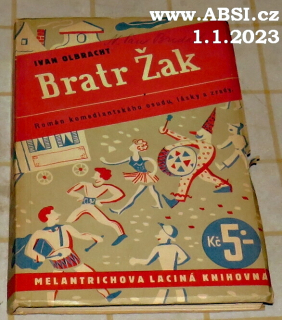 www.ABSI.cz
1.1.2023
IVAN OLBRACHT
Bratr Žak
Román komediantského osudu, lásky a cti
Kč 5:-
MELANTRICHOVA LACINÁ KNIHOVNA